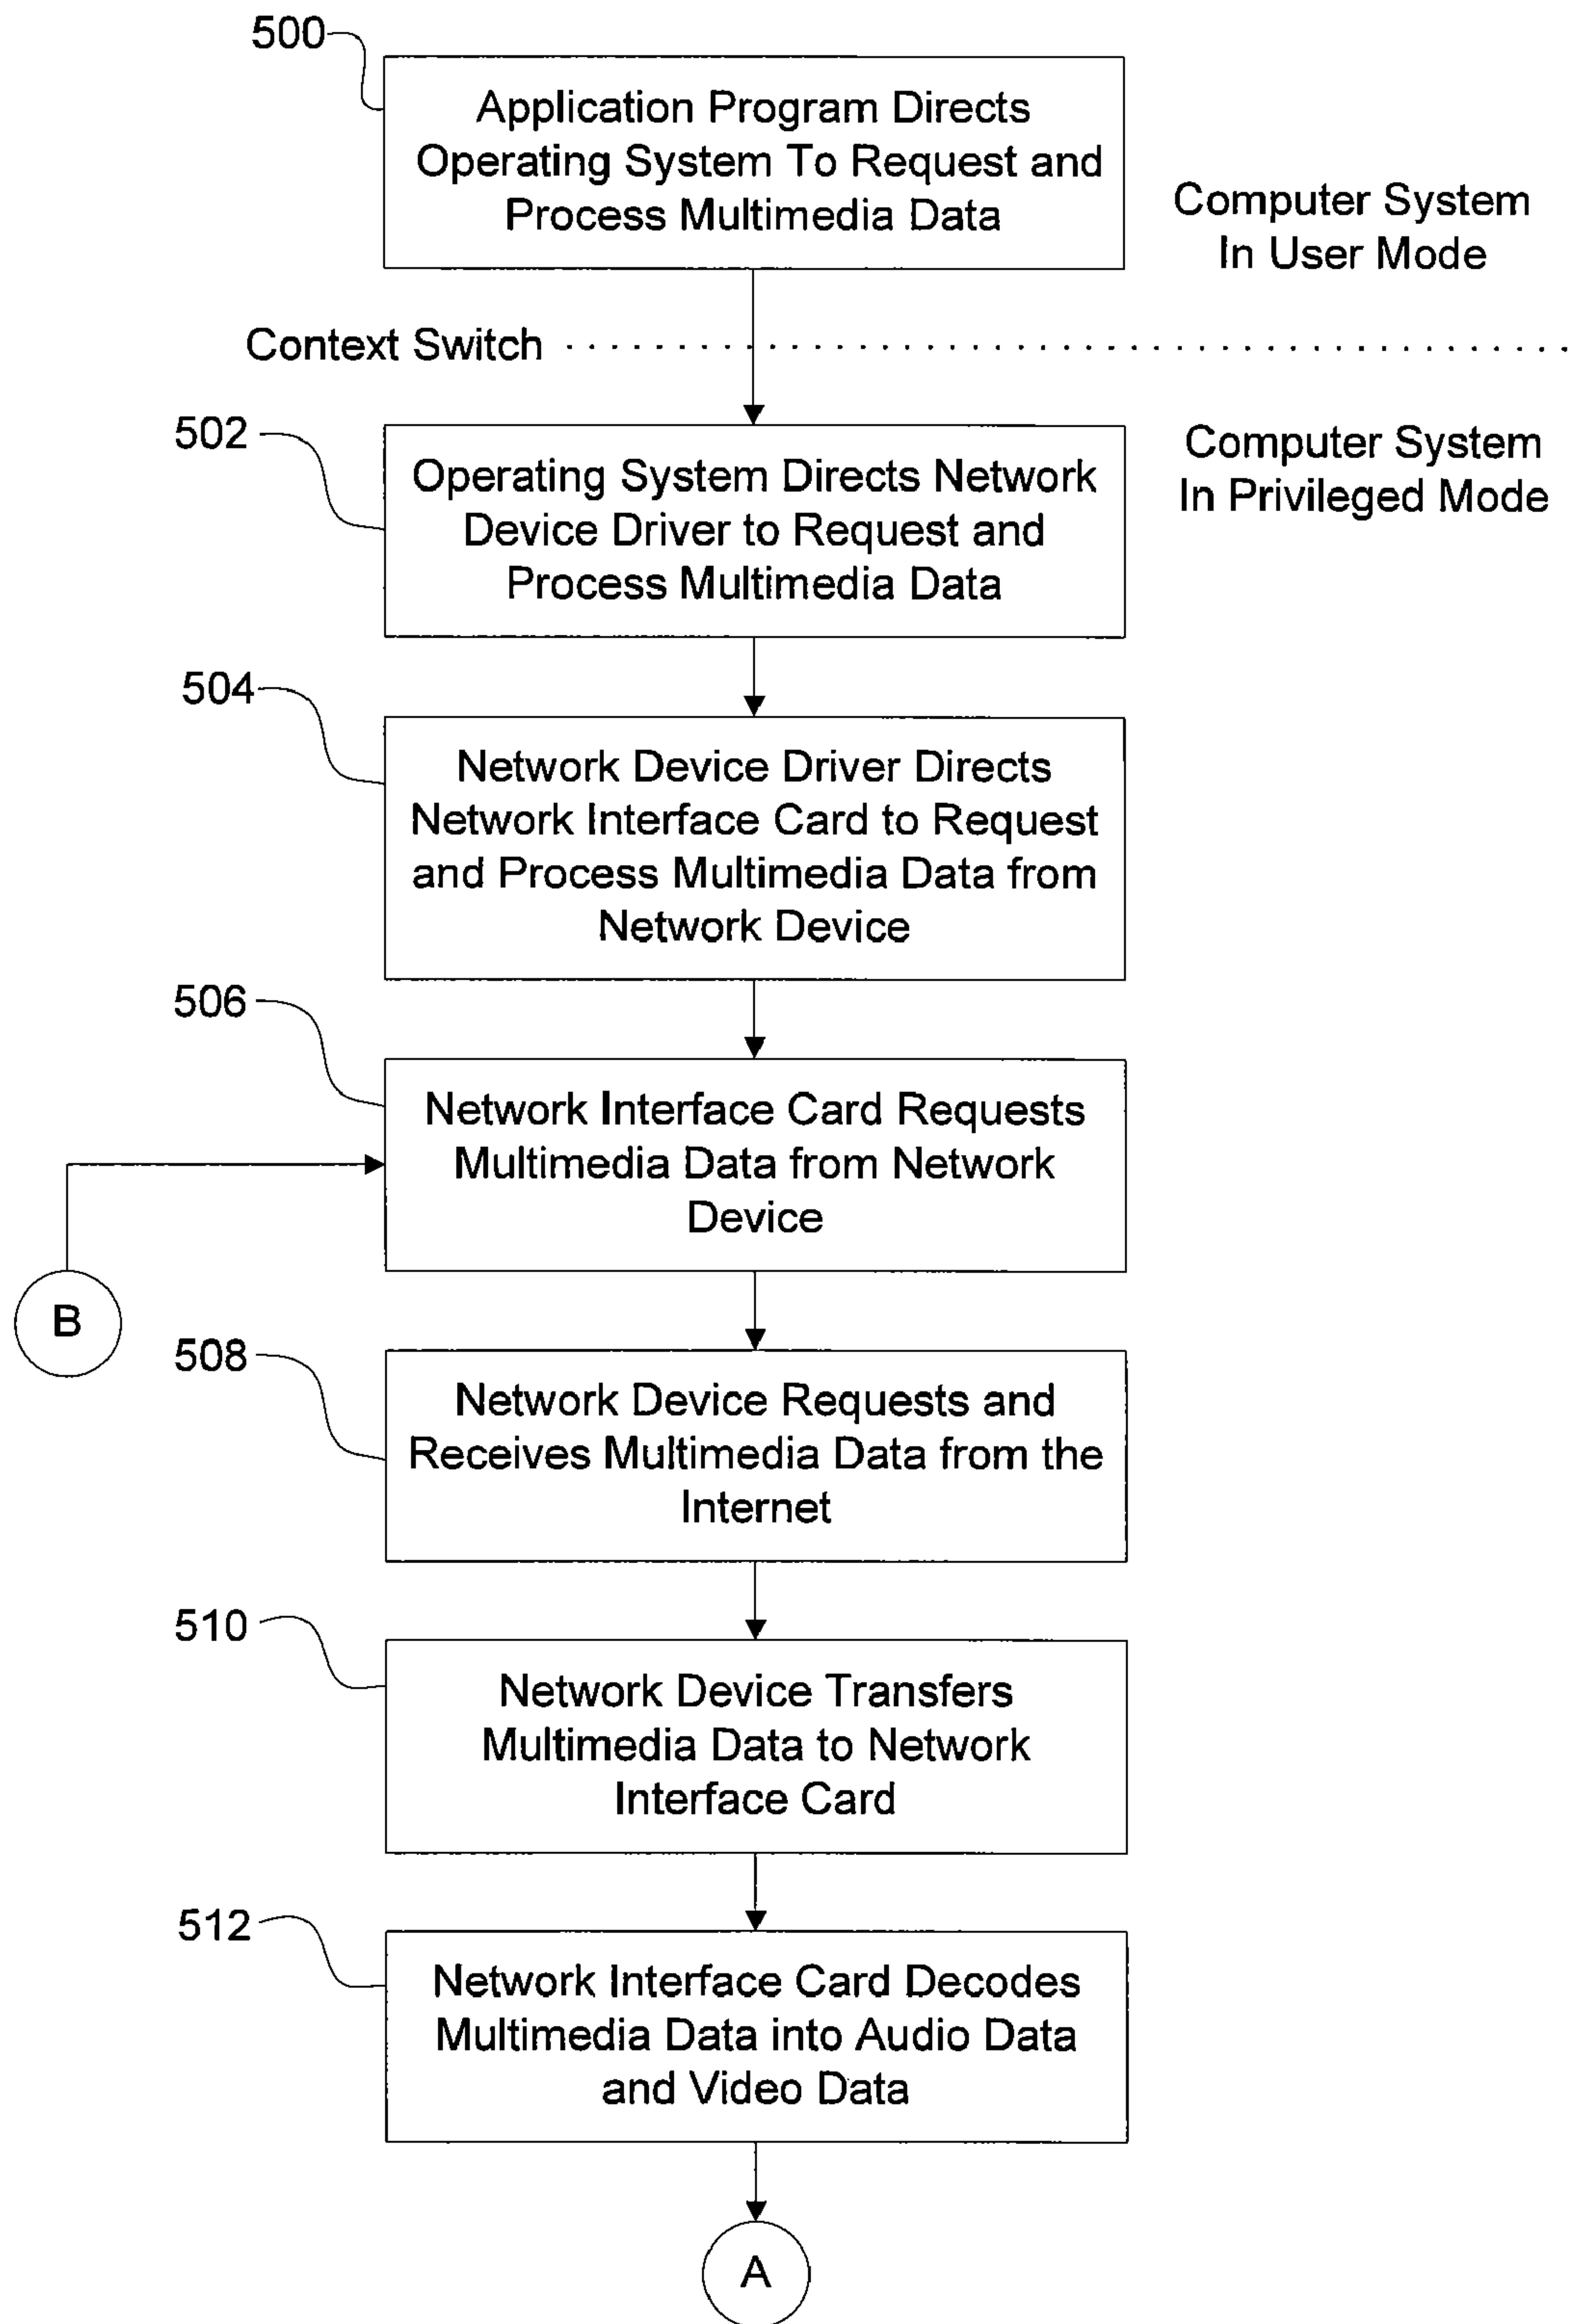 500
Application Program Directs
Operating System To Request and
Process Multimedia Data
Computer System
In User Mode
Context Switch
502
Operating System Directs Network
Device Driver to Request and
Process Multimedia Data
Computer System
In Privileged Mode
504
Network Device Driver Directs
Network Interface Card to Request
and Process Multimedia Data from
Network Device
506
Network Interface Card Requests
Multimedia Data from Network
Device
B
508
Network Device Requests and
Receives Multimedia Data from the
Internet
510
Network Device Transfers
Multimedia Data to Network
Interface Card
512
Network Interface Card Decodes
Multimedia Data into Audio Data
and Video Data
A